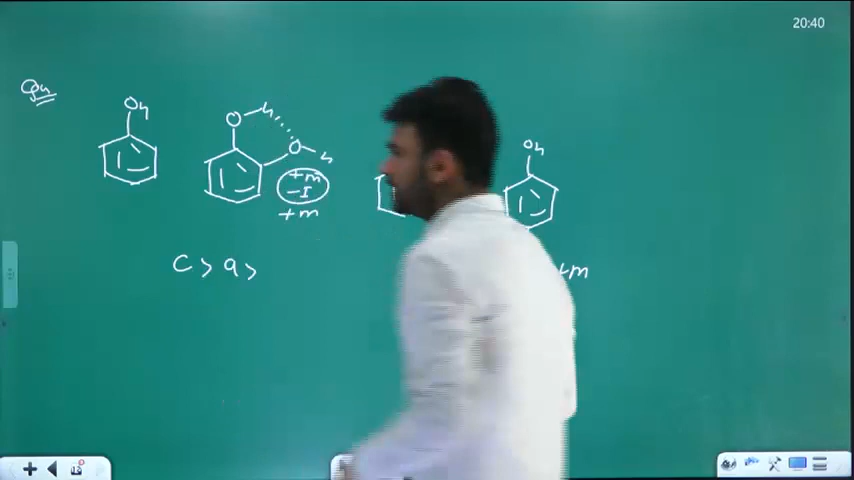 20:40
Qn
OH
O-H
O-H
+m
-I
+m
OH
+m
C > a >